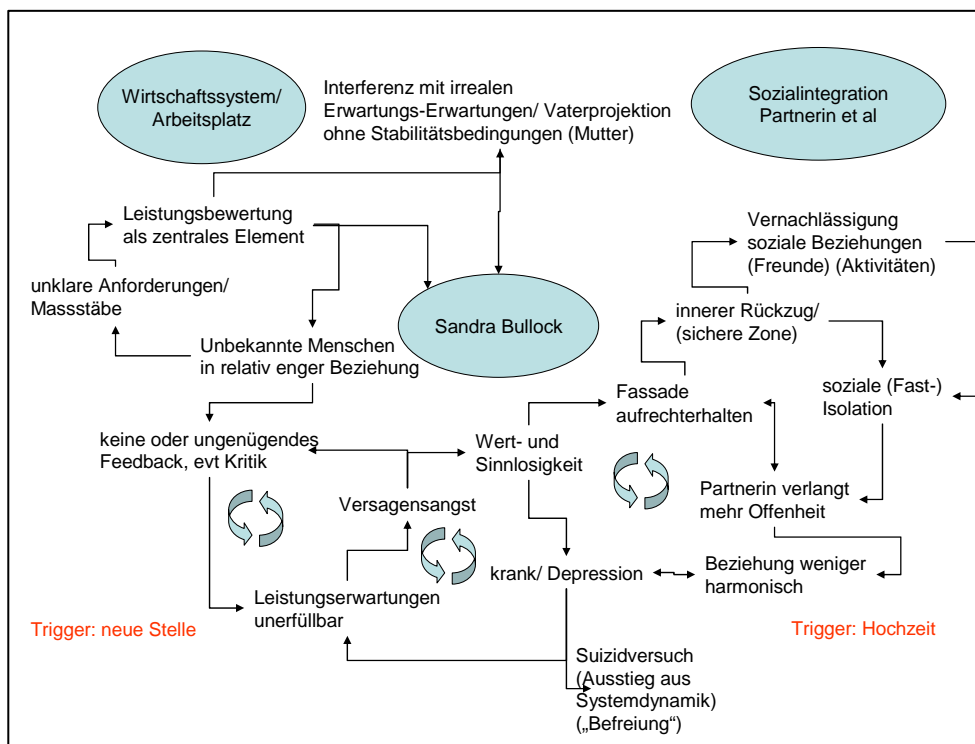 Wirtschaftssystem/
Arbeitsplatz
Interferenz mit irrealen
Erwartungs-Erwartungen/ Vaterprojektion
ohne Stabilitätsbedingungen (Mutter)
Sozialintegration
Partnerin et al
Leistungsbewertung
als zentrales Element
Vernachlässigung
soziale Beziehungen
(Freunde) (Aktivitäten)
unklare Anforderungen/
Massstäbe
Sandra Bullock
innerer Rückzug/
(sichere Zone)
Unbekannte Menschen
in relativ enger Beziehung
Fassade
aufrechterhalten
soziale (Fast-)
Isolation
keine oder ungenügendes
Feedback, evt Kritik
Wert- und
Sinnlosigkeit
Versagensangst
Partnerin verlangt
mehr Offenheit
krank/ Depression
Beziehung weniger
harmonisch
Leistungserwartungen
unerfüllbar
Trigger: neue Stelle
Trigger: Hochzeit
Suizidversuch
(Ausstieg aus
Systemdynamik)
(„Befreiung“)